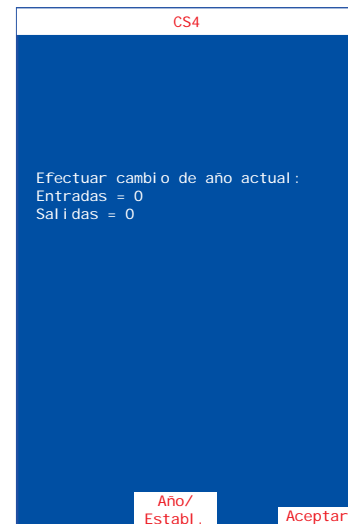 CS4
Efectuar cambio de año actual:
Entradas = 0
Salidas = 0
Año/
Establ.
Aceptar